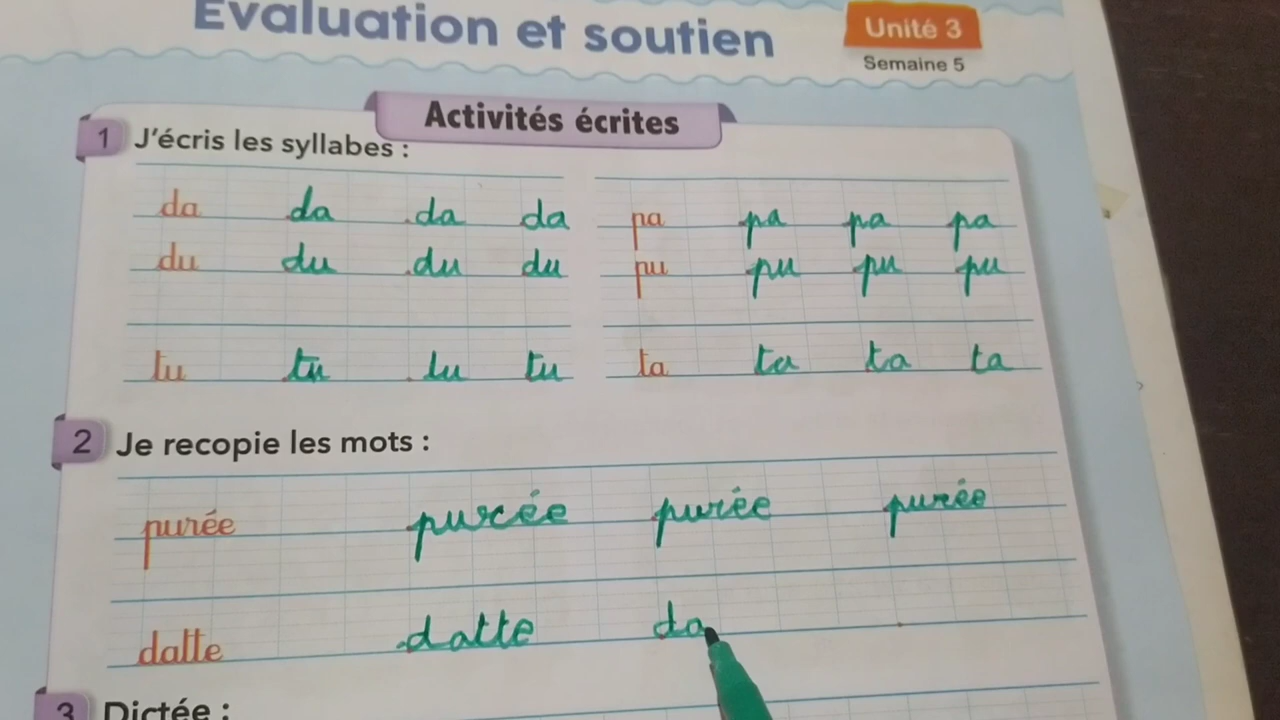 Evaluation et soutien
Unité 3
Semaine 5
Activités écrites
1 J'écris les syllabes :
da da da da pa pa pa pa
du du du du pu pu pu pu
tu tu tu tu ta ta ta ta
2 Je recopie les mots :
purée purée purée purée
datte datte da
3 Dictée :